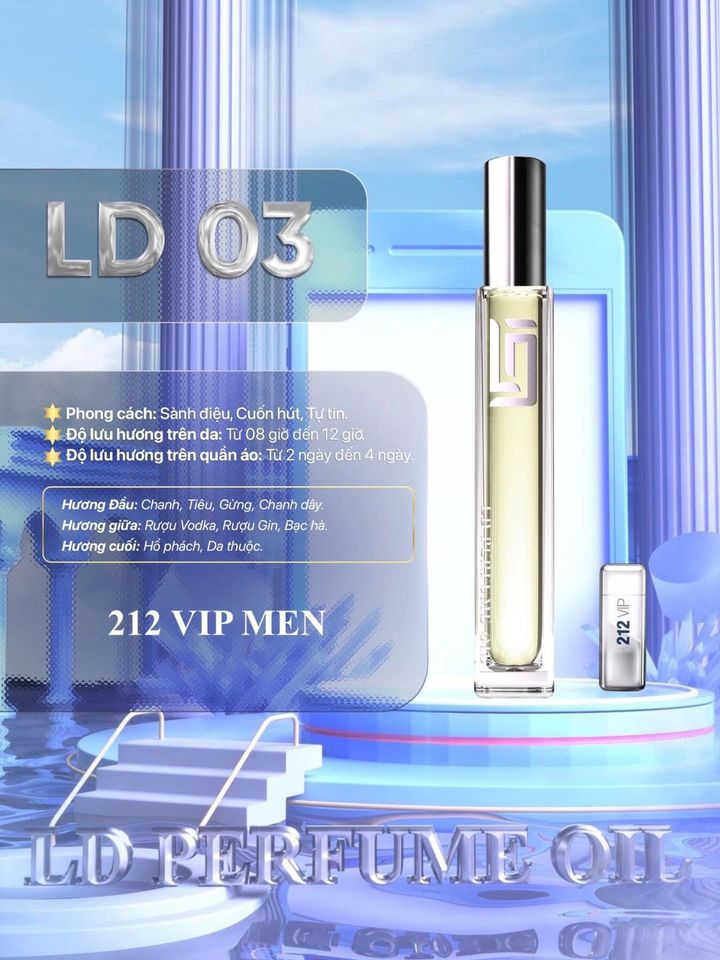 LD 03
Phong cách: Sành điệu, Cuốn hút, Tự tin.
Độ lưu hương trên da: Từ 08 giờ đến 12 giờ.
Độ lưu hương trên quần áo: Từ 2 ngày đến 4 ngày.
Hương Đầu: Chanh, Tiêu, Gừng, Chanh dây.
Hương giữa: Rượu Vodka, Rượu Gin, Bạc hà.
Hương cuối: Hổ phách, Da thuộc.
212 VIP MEN
212 VIP
LD PERFUME OIL